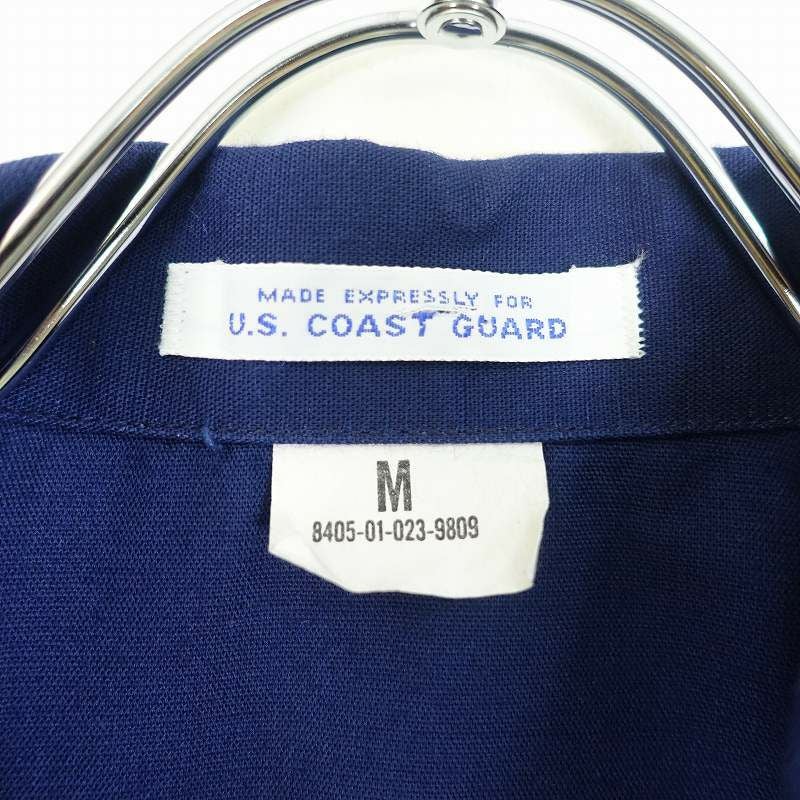 MADE EXPRESSLY FOR
U.S. COAST GUARD
M
8405-01-023-9809